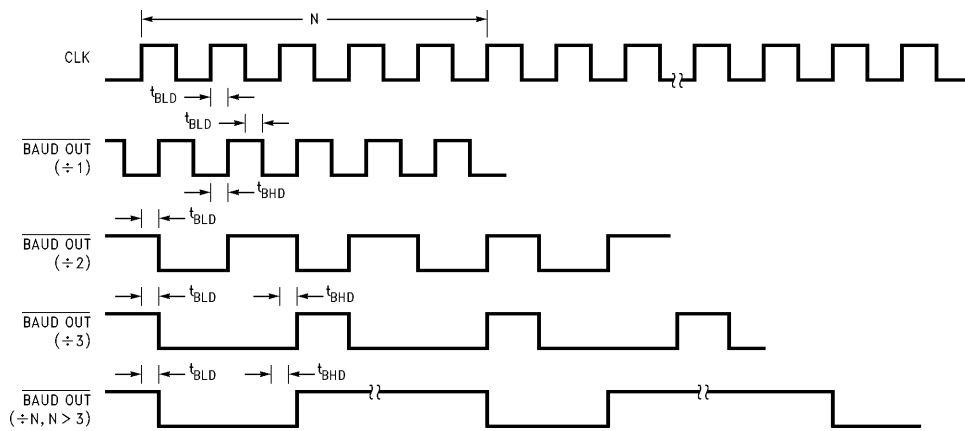 N
CLK
tBLD
tBLD
BAUD OUT
(÷1)
tBHD
tBLD
BAUD OUT
(÷2)
tBLD
tBHD
BAUD OUT
(÷3)
tBLD
tBHD
BAUD OUT
(÷N, N > 3)